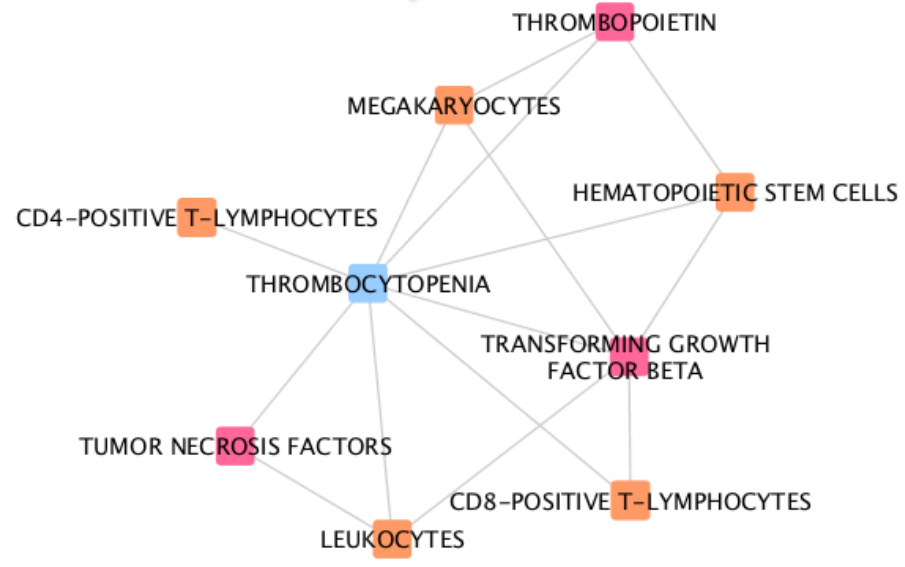 THROMBOPOIETIN
MEGAKARYOCYTES
HEMATOPOIETIC STEM CELLS
CD4-POSITIVE T-LYMPHOCYTES
THROMBOCYTOPENIA
TRANSFORMING GROWTH
FACTOR BETA
TUMOR NECROSIS FACTORS
CD8-POSITIVE T-LYMPHOCYTES
LEUKOCYTES